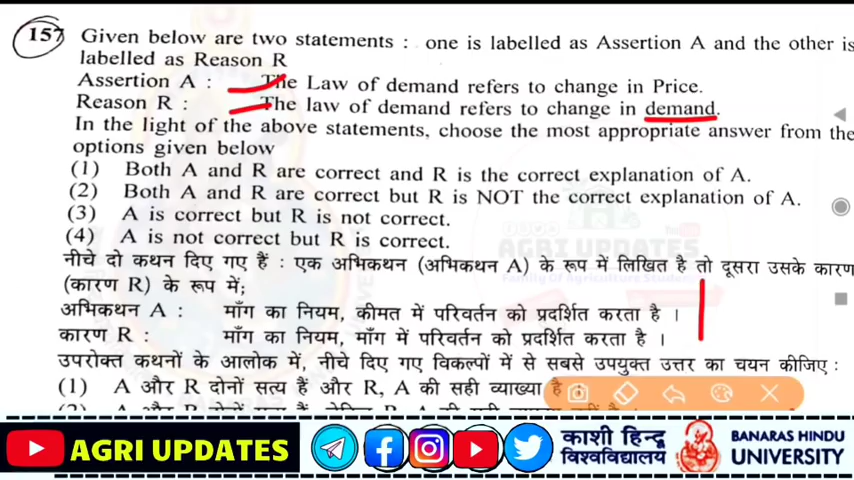 157 Given below are two statements : one is labelled as Assertion A and the other is
labelled as Reason R
Assertion A : The Law of demand refers to change in Price.
Reason R : The law of demand refers to change in demand.
In the light of the above statements, choose the most appropriate answer from the
options given below
(1) Both A and R are correct and R is the correct explanation of A.
(2) Both A and R are correct but R is NOT the correct explanation of A.
(3) A is correct but R is not correct.
(4) A is not correct but R is correct.
AGRI UPDATES
नीचे दो कथन दिए गए हैं : एक अभिकथन (अभिकथन A) के रूप में लिखित है तो दूसरा उसके कारण
(कारण R) के रूप में;
अभिकथन A : माँग का नियम, कीमत में परिवर्तन को प्रदर्शित करता है ।
कारण R : माँग का नियम, माँग में परिवर्तन को प्रदर्शित करता है ।
उपरोक्त कथनों के आलोक में, नीचे दिए गए विकल्पों में से सबसे उपयुक्त उत्तर का चयन कीजिए :
(1) A और R दोनों सत्य हैं और R, A की सही व्याख्या है
AGRI UPDATES
काशी हिन्दू
विश्वविद्यालय
BANARAS HINDU
UNIVERSITY